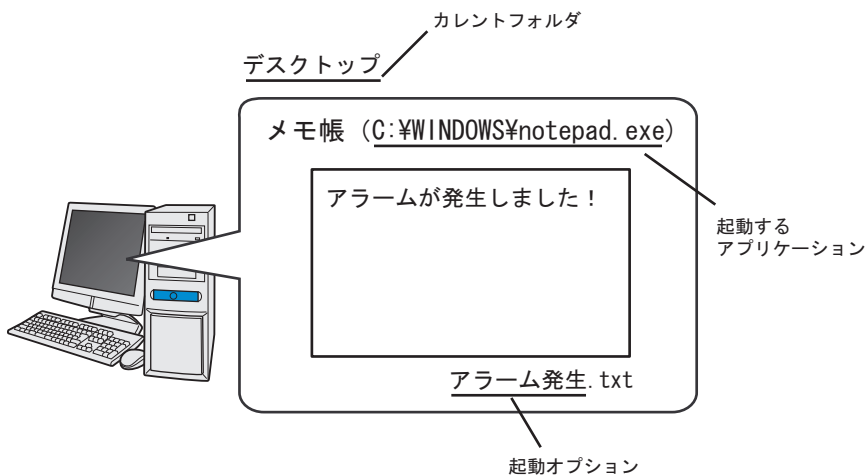 カレントフォルダ
デスクトップ
メモ帳（C:¥WINDOWS¥notepad.exe）
アラームが発生しました！
起動する
アプリケーション
アラーム発生.txt
起動オプション